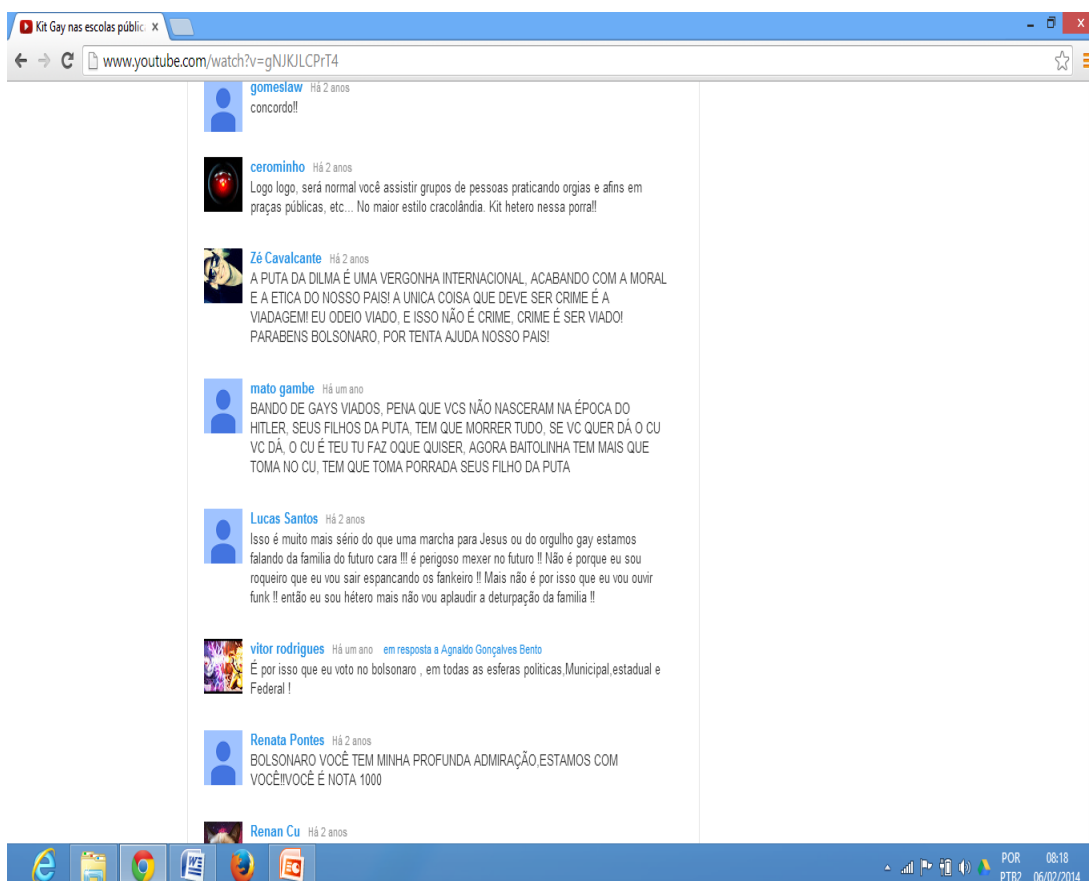 Kit Gay nas escolas públic
www.youtube.com/watch?v=gNJKJLCPrT4
gomeslaw Há 2 anos
concordo!!
cerominho Há 2 anos
Logo logo, será normal você assistir grupos de pessoas praticando orgias e afins em
praças públicas, etc... No maior estilo cracolândia. Kit hetero nessa porra!!
Zé Cavalcante Há 2 anos
A PUTA DA DILMA É UMA VERGONHA INTERNACIONAL, ACABANDO COM A MORAL
E A ETICA DO NOSSO PAIS! A UNICA COISA QUE DEVE SER CRIME É A
VIADAGEM! EU ODEIO VIADO, E ISSO NÃO É CRIME, CRIME É SER VIADO!
PARABENS BOLSONARO, POR TENTA AJUDA NOSSO PAIS!
mato gambe Há um ano
BANDO DE GAYS VIADOS, PENA QUE VCS NÃO NASCERAM NA ÉPOCA DO
HITLER, SEUS FILHOS DA PUTA, TEM QUE MORRER TUDO, SE VC QUER DÁ O CU
VC DÁ, O CU É TEU TU FAZ OQUE QUISER, AGORA BAITOLINHA TEM MAIS QUE
TOMA NO CU, TEM QUE TOMA PORRADA SEUS FILHO DA PUTA
Lucas Santos Há 2 anos
Isso é muito mais sério do que uma marcha para Jesus ou do orgulho gay estamos
falando da familia do futuro cara !!! é perigoso mexer no futuro !! Não é porque eu sou
roqueiro que eu vou sair espancando os fankeiro !! Mais não é por isso que eu vou ouvir
funk !! então eu sou hétero mais não vou aplaudir a deturpação da familia !!
vitor rodrigues Há um ano em resposta a Agnaldo Gonçalves Bento
É por isso que eu voto no bolsonaro , em todas as esferas politicas,Municipal,estadual e
Federal !
Renata Pontes Há 2 anos
BOLSONARO VOCÊ TEM MINHA PROFUNDA ADMIRAÇÃO,ESTAMOS COM
VOCÊ!!VOCÊ É NOTA 1000
Renan Cu Há 2 anos
POR 08:18
PTB2 06/02/2014